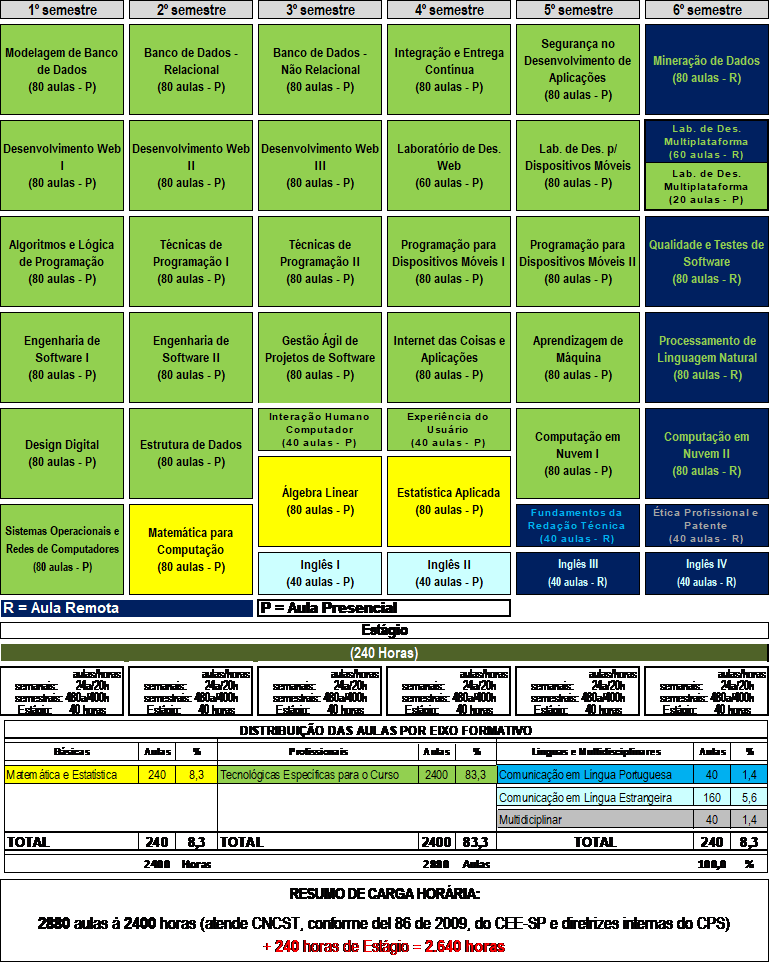 1º semestre
2º semestre
3º semestre
4º semestre
5º semestre
6º semestre
Modelagem de Banco
de Dados
(80 aulas - P)
Banco de Dados -
Relacional
(80 aulas - P)
Banco de Dados -
Não Relacional
(80 aulas - P)
Integração e Entrega
Contínua
(80 aulas - P)
Segurança no
Desenvolvimento de
Aplicações
(80 aulas - P)
Mineração de Dados
(80 aulas - R)
Desenvolvimento Web
I
(80 aulas - P)
Desenvolvimento Web
II
(80 aulas - P)
Desenvolvimento Web
III
(80 aulas - P)
Laboratório de Des.
Web
(60 aulas - P)
Lab. de Des. p/
Dispositivos Móveis
(80 aulas - P)
Lab. de Des.
Multiplataforma
(60 aulas - R)
Lab. de Des.
Multiplataforma
(20 aulas - P)
Algoritmos e Lógica
de Programação
(80 aulas - P)
Técnicas de
Programação I
(80 aulas - P)
Técnicas de
Programação II
(80 aulas - P)
Programação para
Dispositivos Móveis I
(80 aulas - P)
Programação para
Dispositivos Móveis II
(80 aulas - P)
Qualidade e Testes de
Software
(80 aulas - R)
Engenharia de
Software I
(80 aulas - P)
Engenharia de
Software II
(80 aulas - P)
Gestão Ágil de
Projetos de Software
(80 aulas - P)
Internet das Coisas e
Aplicações
(80 aulas - P)
Aprendizagem de
Máquina
(80 aulas - P)
Processamento de
Linguagem Natural
(80 aulas - R)
Design Digital
(80 aulas - P)
Estrutura de Dados
(80 aulas - P)
Interação Humano
Computador
(40 aulas - P)
Experiência do
Usuário
(40 aulas - P)
Computação em
Nuvem I
(80 aulas - P)
Computação em
Nuvem II
(80 aulas - R)
Álgebra Linear
(80 aulas - P)
Estatística Aplicada
(80 aulas - P)
Sistemas Operacionais e
Redes de Computadores
(80 aulas - P)
Matemática para
Computação
(80 aulas - P)
Fundamentos da
Redação Técnica
(40 aulas - R)
Ética Profissional e
Patente
(40 aulas - R)
Inglês I
(40 aulas - P)
Inglês II
(40 aulas - P)
Inglês III
(40 aulas - R)
Inglês IV
(40 aulas - R)
R = Aula Remota
P = Aula Presencial
Estágio
(240 Horas)
aulas/horas
semanais: 24a/20h
semestrais: 480a/400h
Estágio: 40 horas
aulas/horas
semanais: 24a/20h
semestrais: 480a/400h
Estágio: 40 horas
aulas/horas
semanais: 24a/20h
semestrais: 480a/400h
Estágio: 40 horas
aulas/horas
semanais: 24a/20h
semestrais: 480a/400h
Estágio: 40 horas
aulas/horas
semanais: 24a/20h
semestrais: 480a/400h
Estágio: 40 horas
aulas/horas
semanais: 24a/20h
semestrais: 480a/400h
Estágio: 40 horas
DISTRIBUIÇÃO DAS AULAS POR EIXO FORMATIVO
Básicas Aulas % Profissionais Aulas % Línguas e Multidisciplinares Aulas %
Matemática e Estatística 240 8,3 Tecnológicas Específicas para o Curso 2400 83,3 Comunicação em Língua Portuguesa 40 1,4
Comunicação em Língua Estrangeira 160 5,6
Multidiciplinar 40 1,4
TOTAL 240 8,3 TOTAL 2400 83,3 TOTAL 240 8,3
2400 Horas 2880 Aulas 100,0 %
RESUMO DE CARGA HORÁRIA:
2880 aulas á 2400 horas (atende CNCST, conforme del 86 de 2009, do CEE-SP e diretrizes internas do CPS)
+ 240 horas de Estágio = 2.640 horas